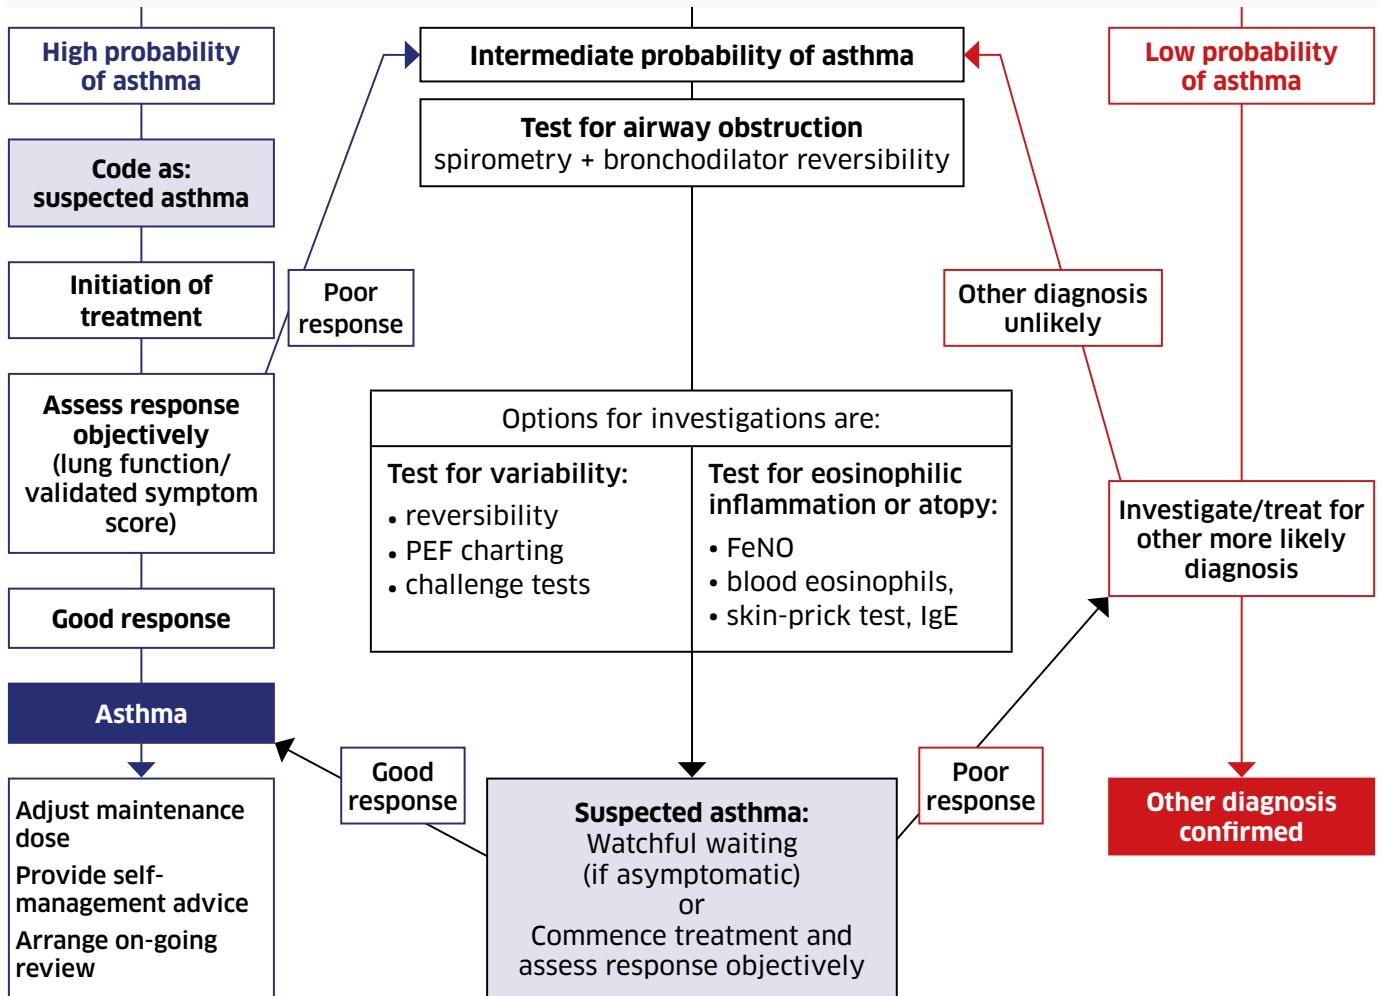 High probability
of asthma
Code as:
suspected asthma
Initiation of
treatment
Assess response
objectively
(lung function/
validated symptom
score)
Good response
Asthma
Adjust maintenance
dose
Provide self-
management advice
Arrange on-going
review
Poor
response
Intermediate probability of asthma
Test for airway obstruction
spirometry + bronchodilator reversibility
Options for investigations are:
Test for variability:
• reversibility
• PEF charting
• challenge tests
Test for eosinophilic
inflammation or atopy:
• FeNO
• blood eosinophils,
• skin-prick test, IgE
Good
response
Suspected asthma:
Watchful waiting
(if asymptomatic)
or
Commence treatment and
assess response objectively
Poor
response
Low probability
of asthma
Other diagnosis
unlikely
Investigate/treat for
other more likely
diagnosis
Other diagnosis
confirmed